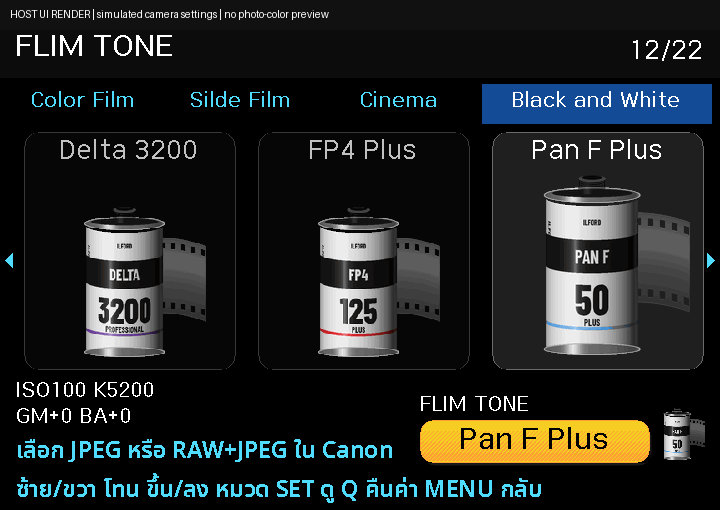 HOST UI RENDER | simulated camera settings | no photo-color preview
FLIM TONE
12/22
Color Film
Silde Film
Cinema
Black and White
Delta 3200
FP4 Plus
Pan F Plus
ILFORD
DELTA
3200
PROFESSIONAL
ILFORD
FP4
125
PLUS
ILFORD
PAN F
50
PLUS
ISO100 K5200
GM+0 BA+0
FLIM TONE
Pan F Plus
PAN F
50
เลือก JPEG หรือ RAW+JPEG ใน Canon
ซ้าย/ขวา โทน ขึ้น/ลง หมวด SET ดู Q คืนค่า MENU กลับ